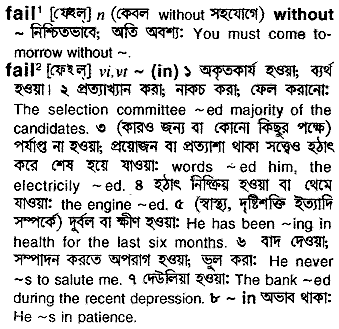 fail¹ [ফেইল্] n (কেবল without সহযোগে) without
~ নিশ্চিতভাবে; অতি অবশ্য: You must come to-
morrow without ~.
fail² [ফেইল্] vi,vt ~ (in) ১ অকৃতকার্য হওয়া; ব্যর্থ
হওয়া। ২ প্রত্যাখ্যান করা; নাকচ করা, ফেল করানো:
The selection committee ~ed majority of the
candidates. ৩ (কারও জন্য বা কোনো কিছুর পক্ষে)
পর্যাপ্ত না হওয়া; প্রয়োজন বা প্রত্যাশা থাকা সত্ত্বেও হঠাৎ
করে শেষ হয়ে যাওয়া: words ~ed him, the
electricity ~ed. ৪ হঠাৎ নিষ্ক্রিয় হওয়া বা থেমে
যাওয়া: the engine ~ed. ৫ (স্বাস্থ্য, দৃষ্টিশক্তি ইত্যাদি
সম্পর্কে) দুর্বল বা ক্ষীণ হওয়া: He has been ~ing in
health for the last six months. ৬ বাদ দেওয়া;
সম্পাদন করতে অপরাগ হওয়া; ভুল করা: He never
~s to salute me. ৭ দেউলিয়া হওয়া: The bank ~ed
during the recent depression. ৮ ~ in অভাব থাকা:
He ~s in patience.